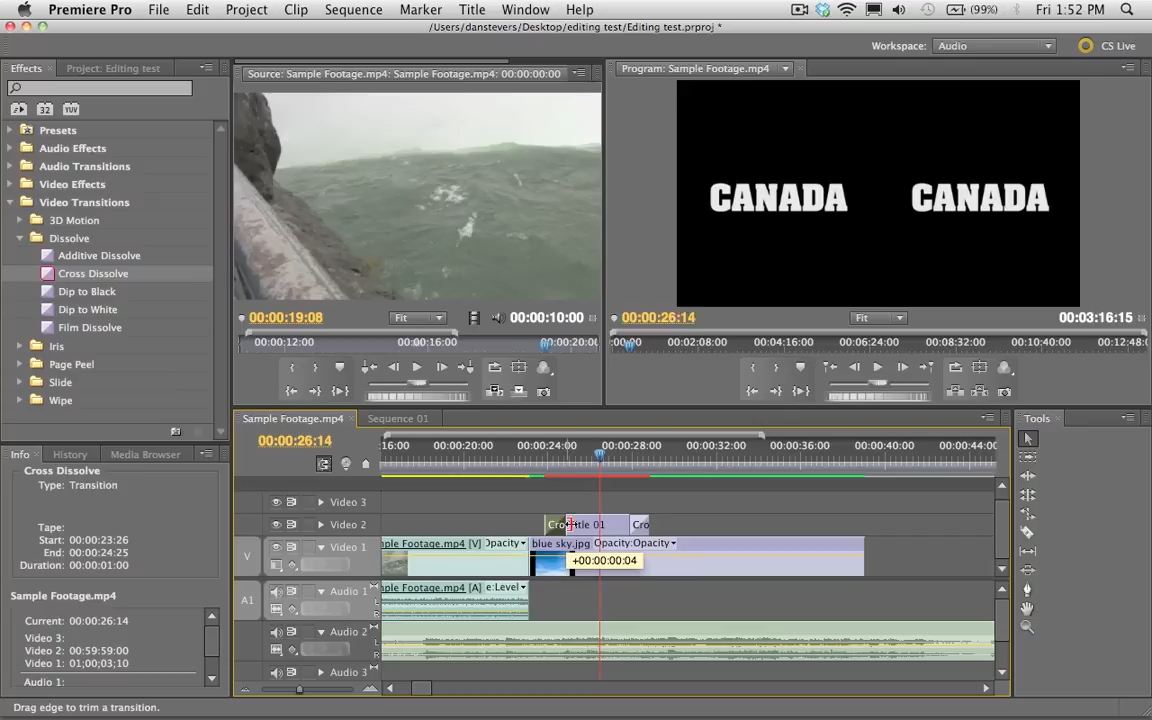 Premiere Pro File Edit Project Clip Sequence Marker Title Window Help (99%) Fri 1:52 PM
/Users/danstevers/Desktop/editing test/Editing test.prproj *
Workspace: Audio CS Live
Effects Project: Editing test
Source: Sample Footage.mp4: Sample Footage.mp4: 00:00:00:00
Program: Sample Footage.mp4
32 YUV
Presets
Audio Effects
Audio Transitions
Video Effects
Video Transitions
3D Motion
Dissolve
Additive Dissolve
Cross Dissolve
Dip to Black
Dip to White
Film Dissolve
Iris
Page Peel
Slide
Wipe
CANADA CANADA
00:00:19:08 Fit 00:00:10:00
00:00:26:14 Fit 00:03:16:15
00:00:12:00 00:00:16:00 00:00:20:00
00:00 00:02:08:00 00:04:16:00 00:06:24:00 00:08:32:00 00:10:40:00 00:12:48:0
Info History Media Browser
Cross Dissolve
Type: Transition
Tape:
Start: 00:00:23:26
End: 00:00:24:25
Duration: 00:00:01:00
Sample Footage.mp4
Current: 00:00:26:14
Video 3:
Video 2: 00:59:59:00
Video 1: 01;00;03;10
Audio 1:
Sample Footage.mp4 Sequence 01
00:00:26:14
:16:00 00:00:20:00 00:00:24:00 00:00:28:00 00:00:32:00 00:00:36:00 00:00:40:00 00:00:44:00
Video 3
Video 2 Cro Title 01 Cro
V Video 1 mple Footage.mp4 [V] Opacity blue sky.jpg Opacity:Opacity
+00:00:00:04
A1 Audio 1 mple Footage.mp4 [A] e:Level
L
R
Audio 2
L
R
Audio 3
Tools
Drag edge to trim a transition.